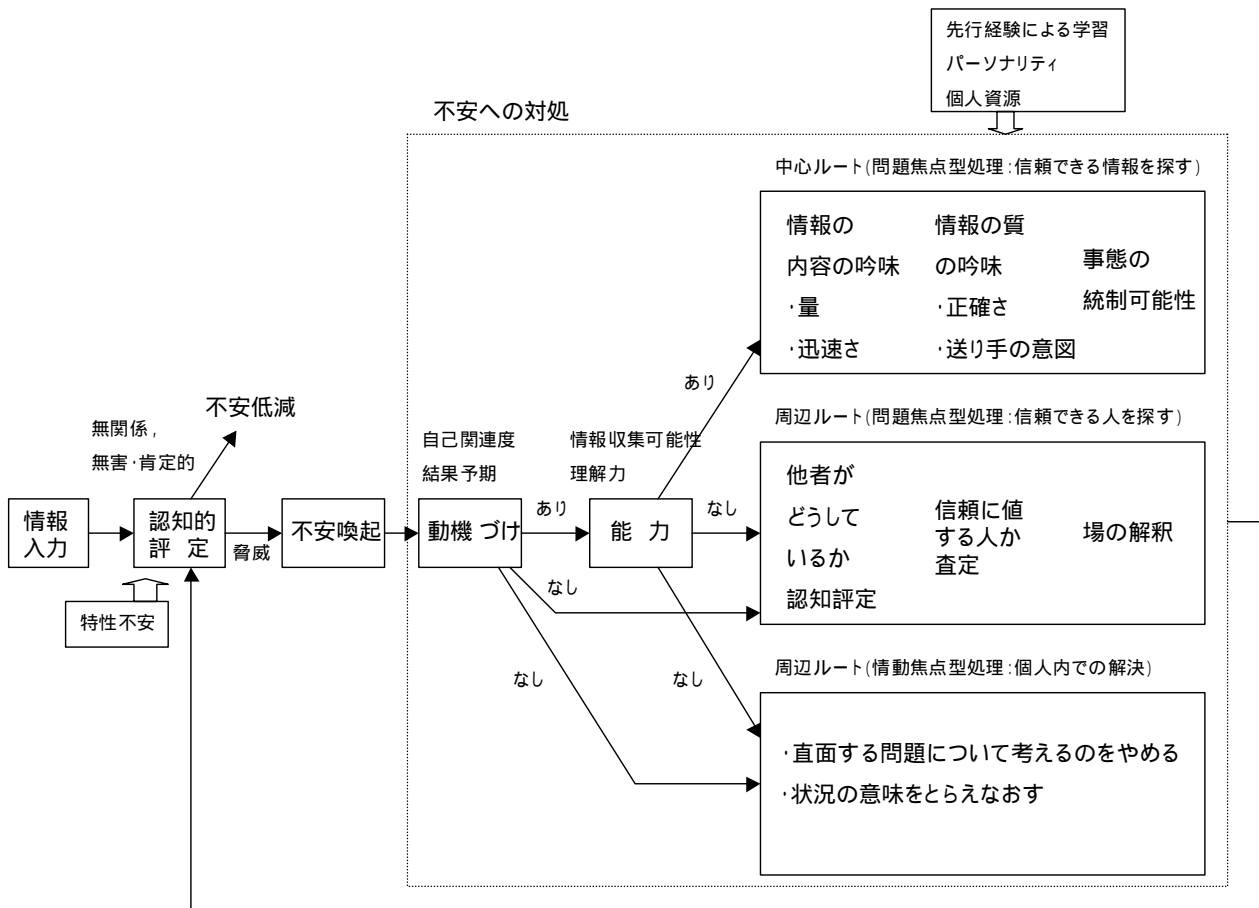 先行経験による学習
パーソナリティ
個人資源
不安への対処
中心ルート(問題焦点型処理:信頼できる情報を探す)
情報の
内容の吟味
・量
・迅速さ
情報の質
の吟味
・正確さ
・送り手の意図
事態の
統制可能性
あり
不安低減
無関係,
無害・肯定的
自己関連度
結果予期
情報収集可能性
理解力
周辺ルート(問題焦点型処理:信頼できる人を探す)
情報
入力
認知的
評 定
脅威
不安喚起
動機 づけ
あり
能 力
なし
他者が
どうして
いるか
認知評定
信頼に値
する人か
査定
場の解釈
特性不安
なし
なし
なし
周辺ルート(情動焦点型処理:個人内での解決)
・直面する問題について考えるのをやめる
・状況の意味をとらえなおす